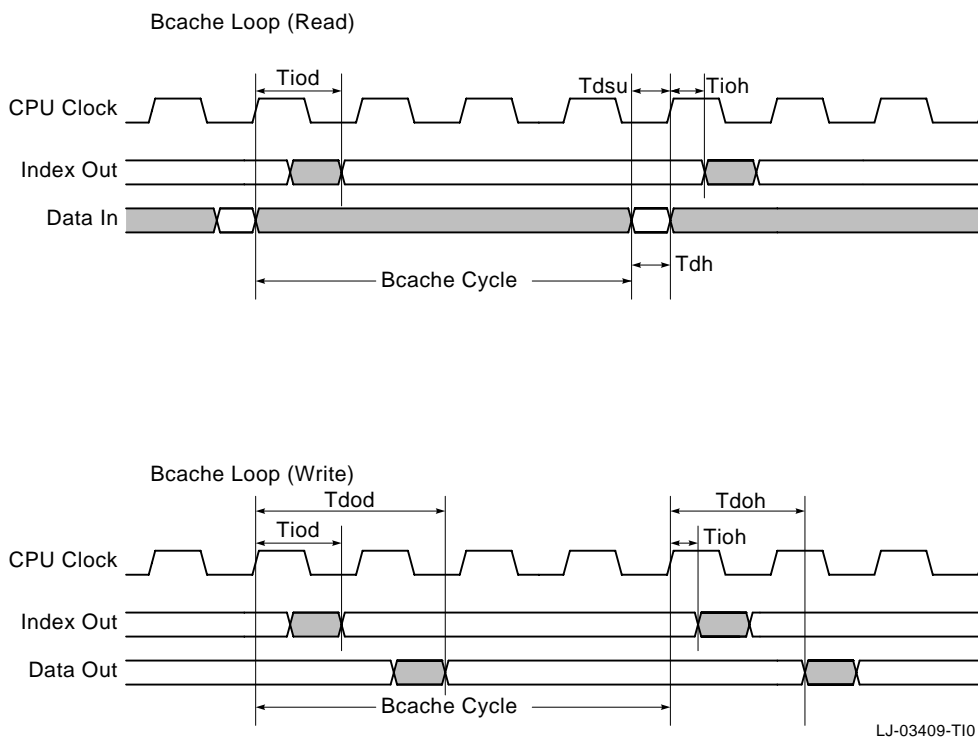 Bcache Loop (Read)
Tiod
Tdsu
Tioh
CPU Clock
Index Out
Data In
Tdh
Bcache Cycle
Bcache Loop (Write)
Tdod
Tdoh
Tiod
Tioh
CPU Clock
Index Out
Data Out
Bcache Cycle
LJ-03409-TI0